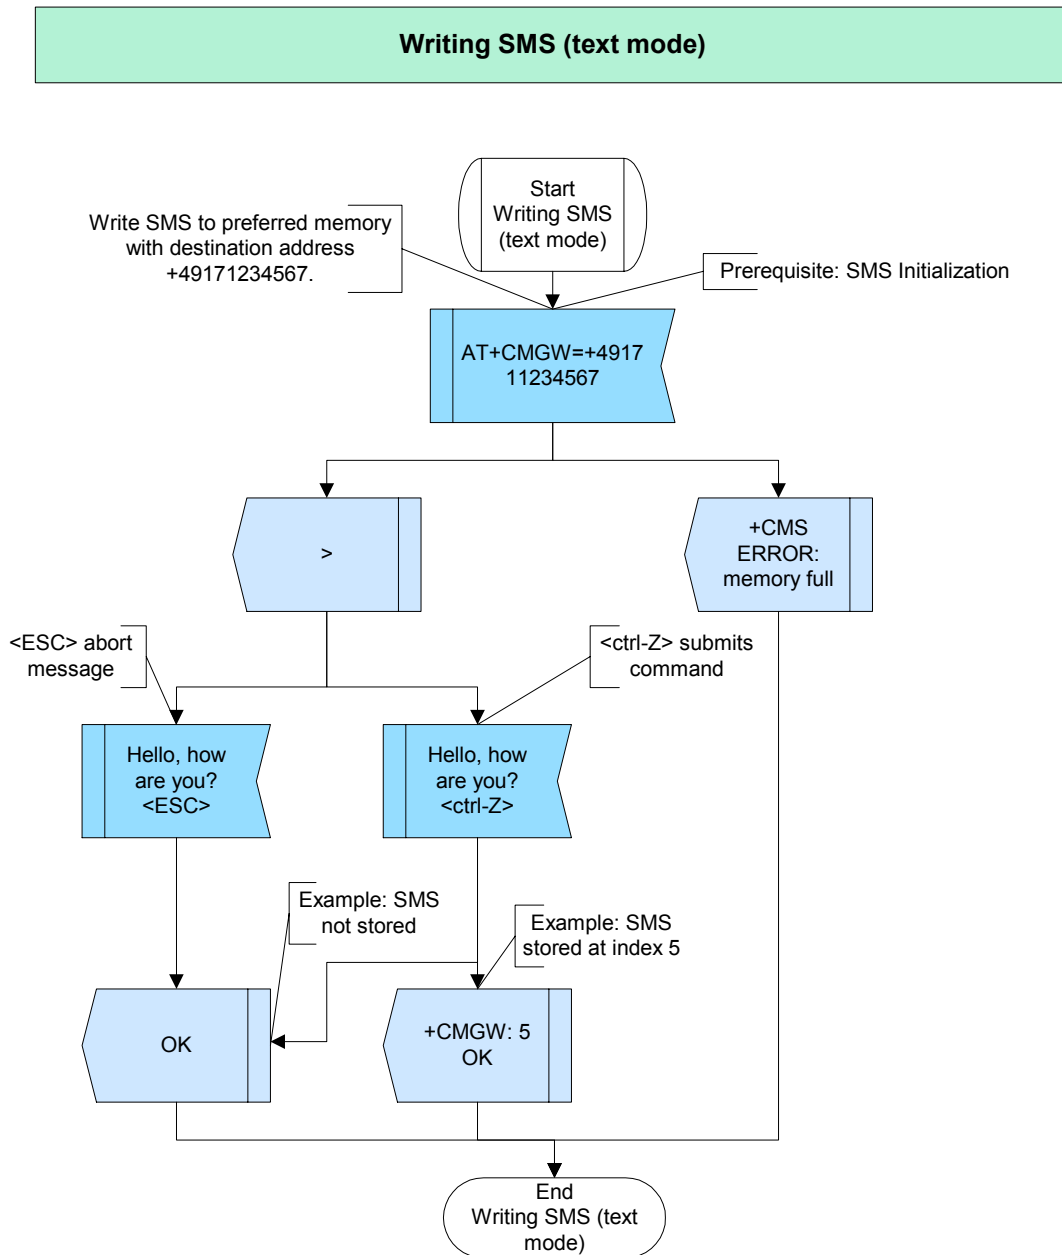 Writing SMS (text mode)
Start
Writing SMS
(text mode)
Write SMS to preferred memory
with destination address
+49171234567.
Prerequisite: SMS Initialization
AT+CMGW=+4917
11234567
>
+CMS
ERROR:
memory full
<ESC> abort
message
<ctrl-Z> submits
command
Hello, how
are you?
<ESC>
Hello, how
are you?
<ctrl-Z>
Example: SMS
not stored
Example: SMS
stored at index 5
OK
+CMGW: 5
OK
End
Writing SMS (text
mode)